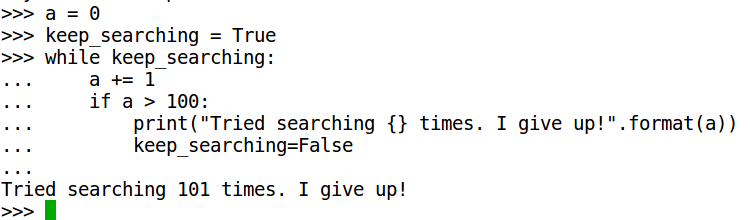 >>> a = 0
>>> keep_searching = True
>>> while keep_searching:
...     a += 1
...     if a > 100:
...         print("Tried searching {} times. I give up!".format(a))
...         keep_searching=False
...
Tried searching 101 times. I give up!
>>>